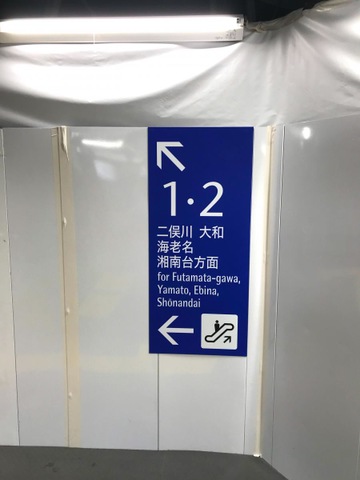 1・2
二俣川 大和
海老名
湘南台方面
for Futamata-gawa,
Yamato, Ebina,
Shōnandai